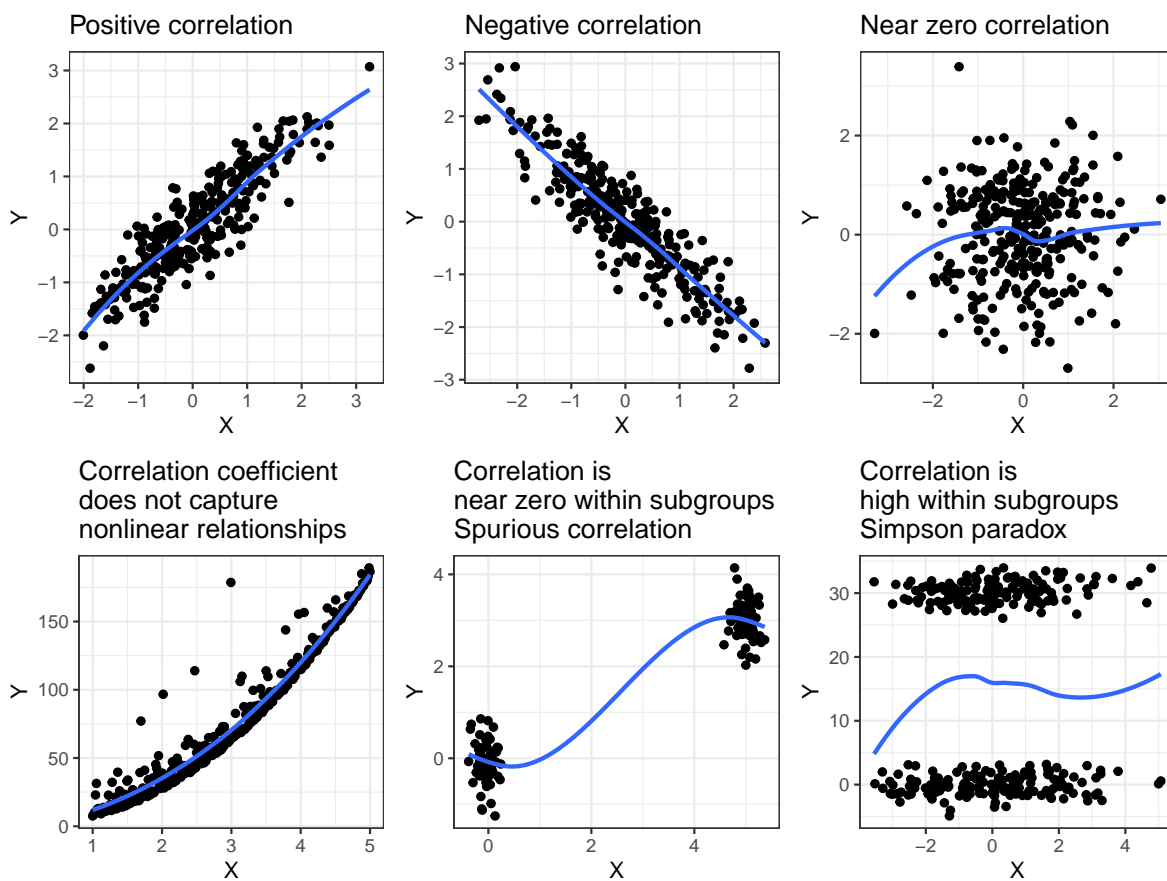 Positive correlation
Negative correlation
Near zero correlation
3
2
1
0
−1
−2
Y
−2
−1
0
1
2
3
X
3
2
1
0
−1
−2
−3
Y
−2
−1
0
1
2
X
2
0
−2
Y
−2
0
2
X
Correlation coefficient
does not capture
nonlinear relationships
Correlation is
near zero within subgroups
Spurious correlation
Correlation is
high within subgroups
Simpson paradox
150
100
50
0
Y
1
2
3
4
5
X
4
2
0
Y
0
2
4
X
30
20
10
0
Y
−2
0
2
4
X